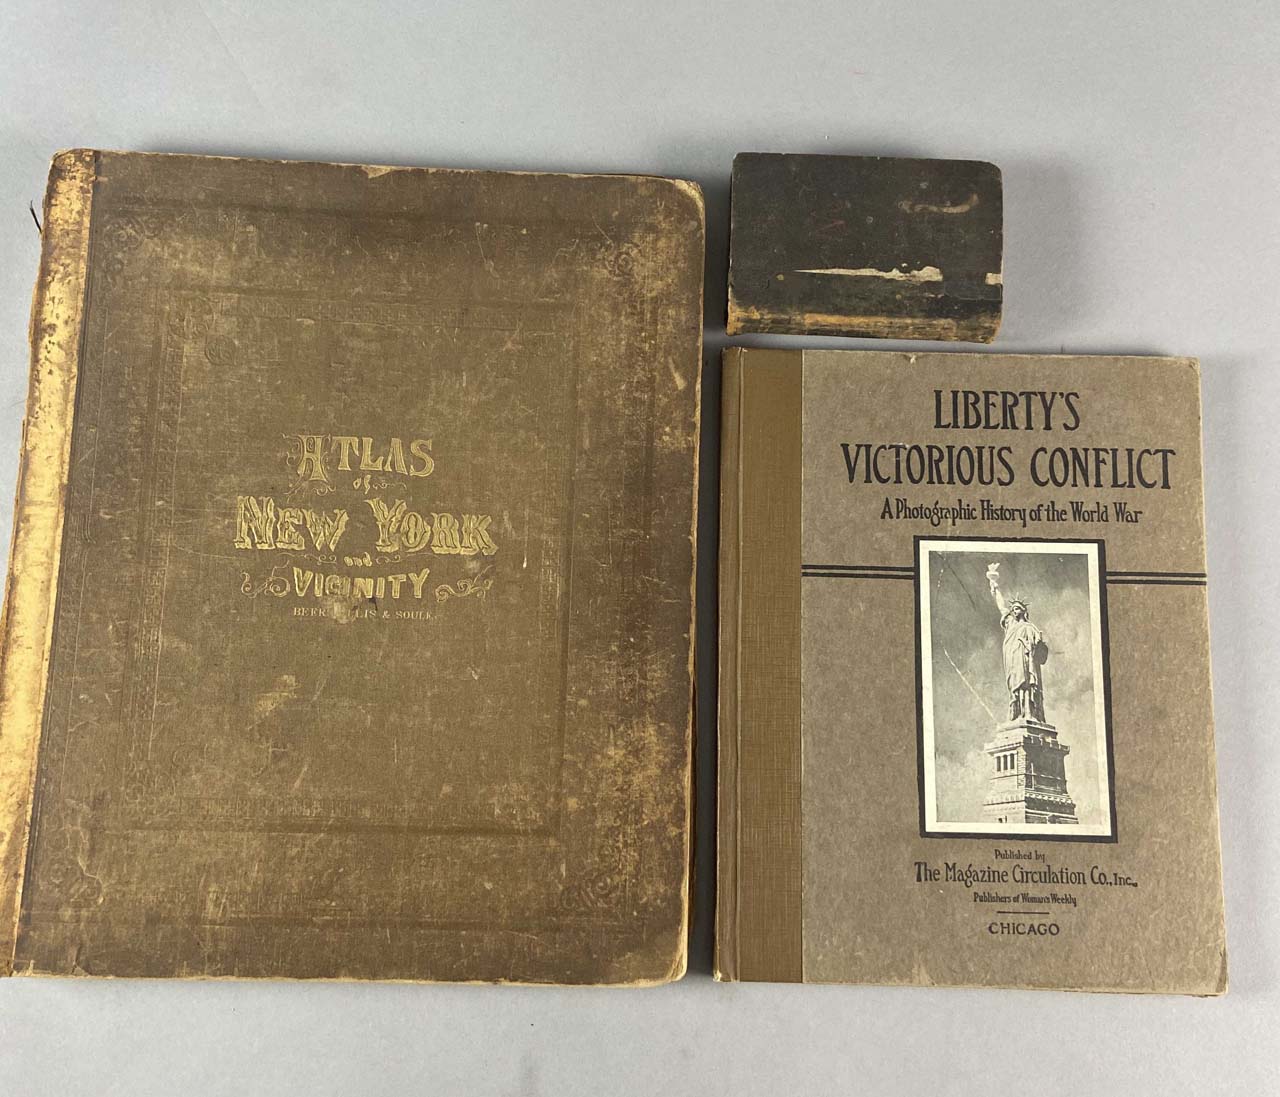 ATLAS
of
NEW YORK
and
VICINITY
& SOULE
LIBERTY'S
VICTORIOUS CONFLICT
A Photographic History of the World War
Published by
The Magazine Circulation Co., Inc.,
Publishers of Woman's Weekly
CHICAGO